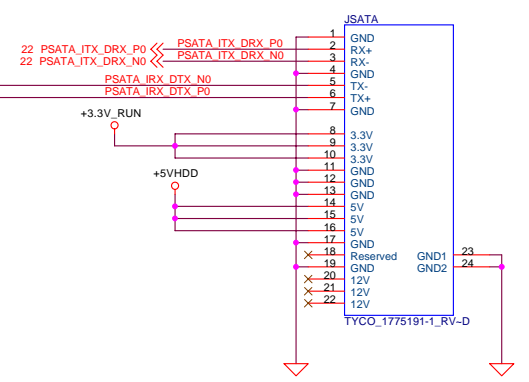 JSATA
1 GND
22 PSATA_ITX_DRX_P0 PSATA_ITX_DRX_P0 2 RX+
22 PSATA_ITX_DRX_N0 PSATA_ITX_DRX_N0 3 RX-
4 GND
PSATA_IRX_DTX_N0 5 TX-
PSATA_IRX_DTX_P0 6 TX+
7 GND
+3.3V_RUN
8 3.3V
9 3.3V
10 3.3V
11 GND
+5VHDD
12 GND
13 GND
14 5V
15 5V
16 5V
17 GND
18 Reserved GND1 23
19 GND GND2 24
20 12V
21 12V
22 12V
TYCO_1775191-1_RV~D